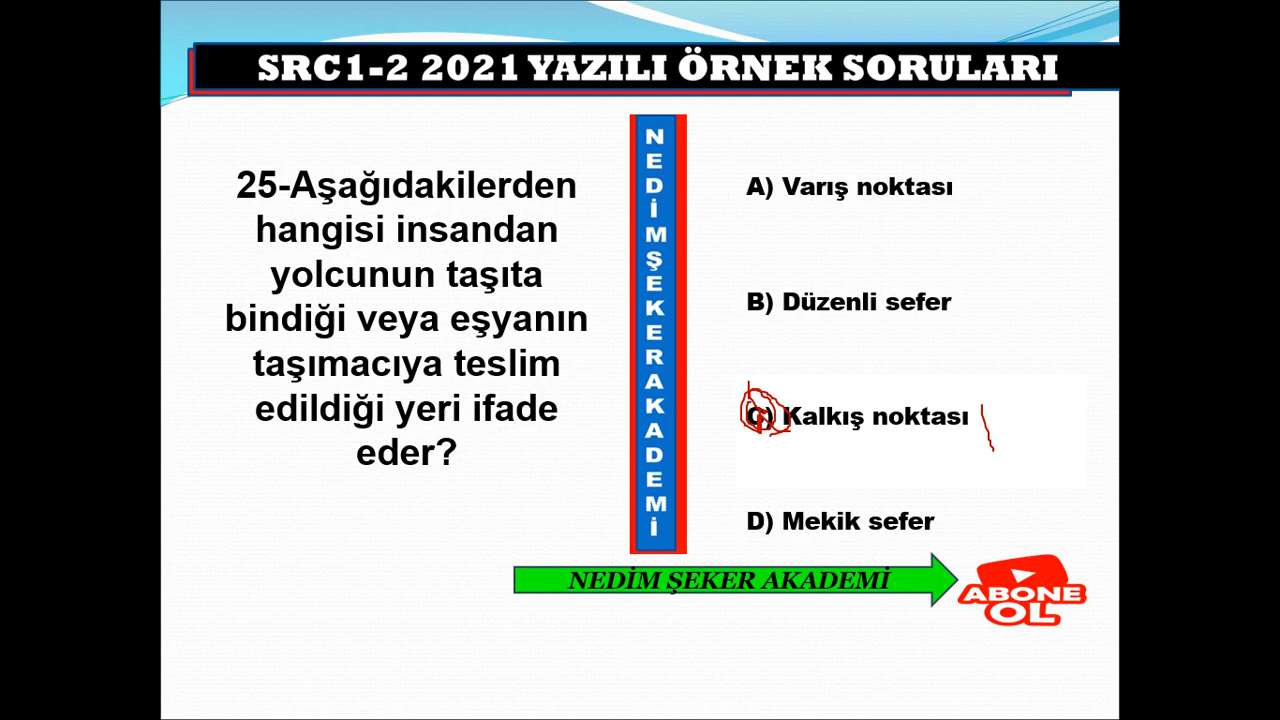 SRC1-2 2021 YAZILI ÖRNEK SORULARI
25-Aşağıdakilerden
hangisi insandan
yolcunun taşıta
bindiği veya eşyanın
taşımacıya teslim
edildiği yeri ifade
eder?
NEDİMŞEKERAKADEMİ
A) Varış noktası
B) Düzenli sefer
C) Kalkış noktası
D) Mekik sefer
NEDİM ŞEKER AKADEMİ
ABONE
OL